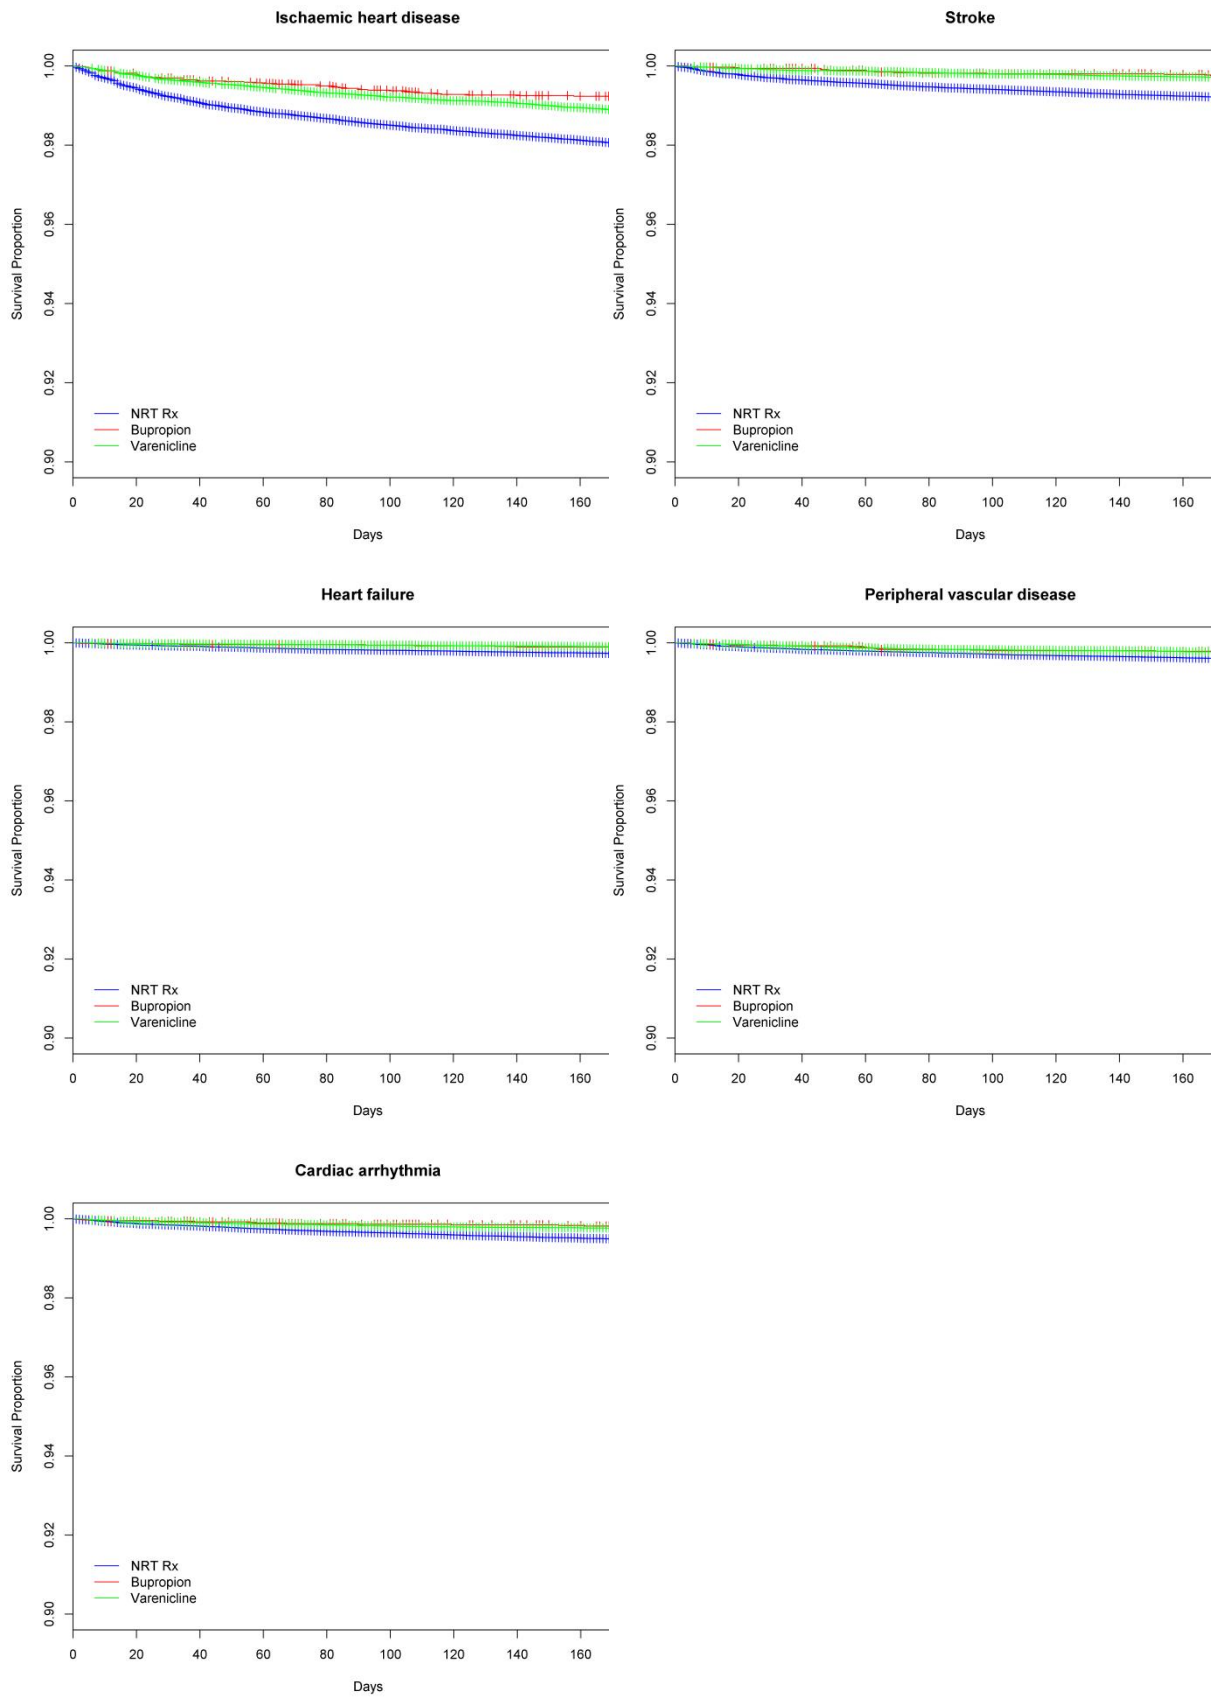 Ischaemic heart disease
Survival Proportion
1.00
0.98
0.96
0.94
0.92
0.90
NRT Rx
Bupropion
Varenicline
0 20 40 60 80 100 120 140 160
Days
Stroke
Survival Proportion
1.00
0.98
0.96
0.94
0.92
0.90
NRT Rx
Bupropion
Varenicline
0 20 40 60 80 100 120 140 160
Days
Heart failure
Survival Proportion
1.00
0.98
0.96
0.94
0.92
0.90
NRT Rx
Bupropion
Varenicline
0 20 40 60 80 100 120 140 160
Days
Peripheral vascular disease
Survival Proportion
1.00
0.98
0.96
0.94
0.92
0.90
NRT Rx
Bupropion
Varenicline
0 20 40 60 80 100 120 140 160
Days
Cardiac arrhythmia
Survival Proportion
1.00
0.98
0.96
0.94
0.92
0.90
NRT Rx
Bupropion
Varenicline
0 20 40 60 80 100 120 140 160
Days